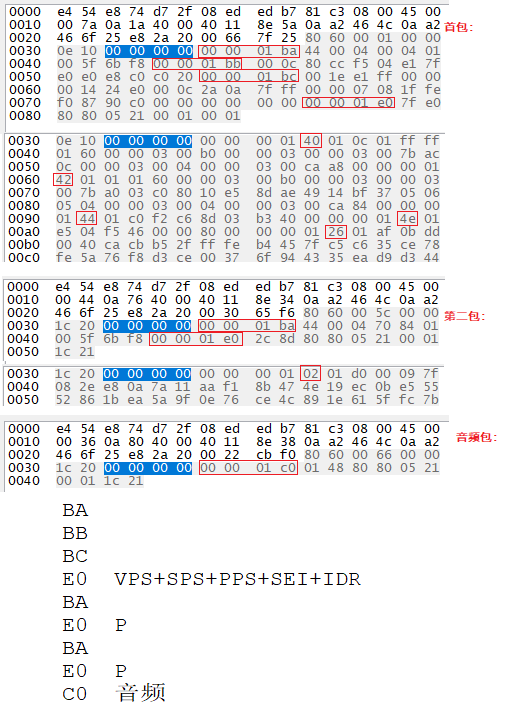 0000 e4 54 e8 74 d7 2f 08 ed ed b7 81 c3 08 00 45 00
0010 00 7a 0a 1a 40 00 40 11 8e 5a 0a a2 46 4c 0a a2
0020 46 6f 25 e8 2a 20 00 66 7f 25 80 60 00 01 00 00
0030 0e 10 00 00 00 00 00 00 01 ba 44 00 04 00 04 01
0040 00 5f 6b f8 00 00 01 bb 00 0c 80 cc f5 04 e1 7f
0050 e0 e0 e8 c0 c0 20 00 00 01 bc 00 1e e1 ff 00 00
0060 00 14 24 e0 00 0c 2a 0a 7f ff 00 00 07 08 1f fe
0070 f0 87 90 c0 00 00 00 00 00 00 00 00 01 e0 7f e0
0080 80 80 05 21 00 01 00 01
首包:
0030 0e 10 00 00 00 00 00 00 00 01 40 01 0c 01 ff ff
0040 01 60 00 00 03 00 b0 00 00 03 00 00 03 00 7b ac
0050 0c 00 00 03 00 04 00 00 03 00 ca a8 00 00 00 01
0060 42 01 01 01 60 00 00 03 00 b0 00 00 03 00 00 03
0070 00 7b a0 03 c0 80 10 e5 8d ae 49 14 bf 37 05 06
0080 05 04 00 00 03 00 04 00 00 03 00 ca 84 00 00 00
0090 01 44 01 c0 f2 c6 8d 03 b3 40 00 00 00 01 4e 01
00a0 e5 04 f5 46 00 00 80 00 00 00 01 26 01 af 0b dd
00b0 00 40 ca cb b5 2f ff fe b4 45 7f c5 c6 35 ce 78
00c0 fe 5a 76 f8 d3 ce 00 37 6f 94 43 35 ea d9 d3 44
0000 e4 54 e8 74 d7 2f 08 ed ed b7 81 c3 08 00 45 00
0010 00 44 0a 76 40 00 40 11 8e 34 0a a2 46 4c 0a a2
0020 46 6f 25 e8 2a 20 00 30 65 f6 80 60 00 5c 00 00
0030 1c 20 00 00 00 00 00 00 01 ba 44 00 04 70 84 01
0040 00 5f 6b f8 00 00 01 e0 2c 8d 80 80 05 21 00 01
0050 1c 21
第二包:
0030 1c 20 00 00 00 00 00 00 00 01 02 01 d0 00 09 7f
0040 08 2e e8 0a 7a 11 aa f1 8b 47 4e 19 ec 0b e5 55
0050 52 86 1b ea 5a 9f 0e 76 ce 4c 89 1e 61 5f fc 7b
0000 e4 54 e8 74 d7 2f 08 ed ed b7 81 c3 08 00 45 00
0010 00 36 0a 80 40 00 40 11 8e 38 0a a2 46 4c 0a a2
0020 46 6f 25 e8 2a 20 00 22 cb f0 80 60 00 66 00 00
0030 1c 20 00 00 00 00 00 00 01 c0 01 48 80 80 05 21
0040 00 01 1c 21
音频包:
BA
BB
BC
E0 VPS+SPS+PPS+SEI+IDR
BA
E0 P
BA
E0 P
C0 音频